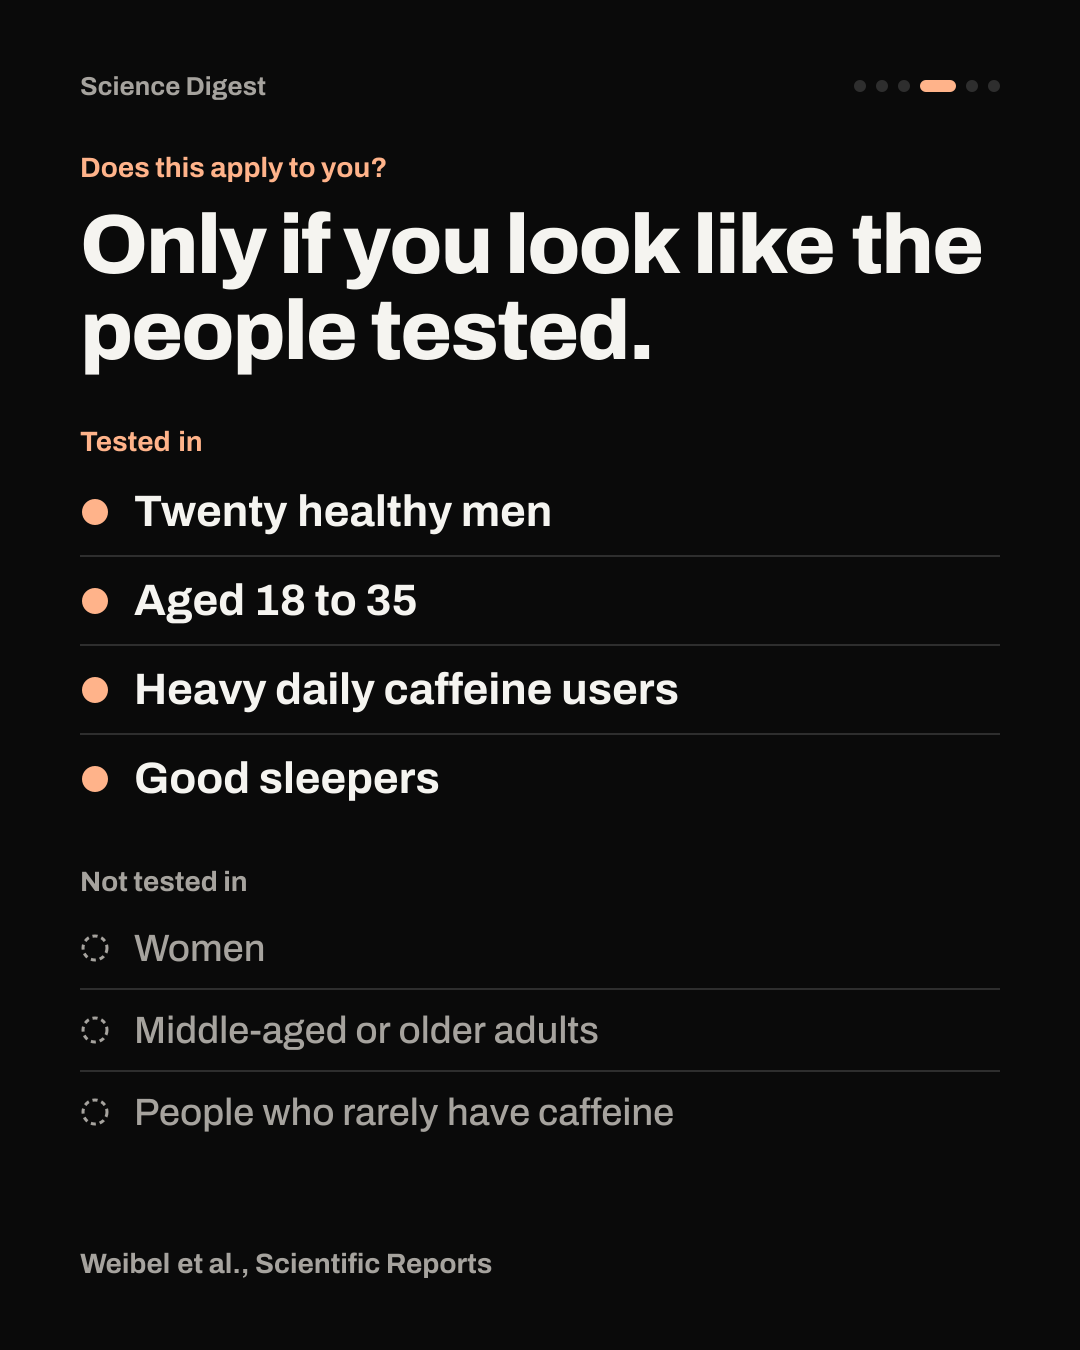 Science Digest
Does this apply to you?
Only if you look like the
people tested.
Tested in
Twenty healthy men
Aged 18 to 35
Heavy daily caffeine users
Good sleepers
Not tested in
Women
Middle-aged or older adults
People who rarely have caffeine
Weibel et al., Scientific Reports